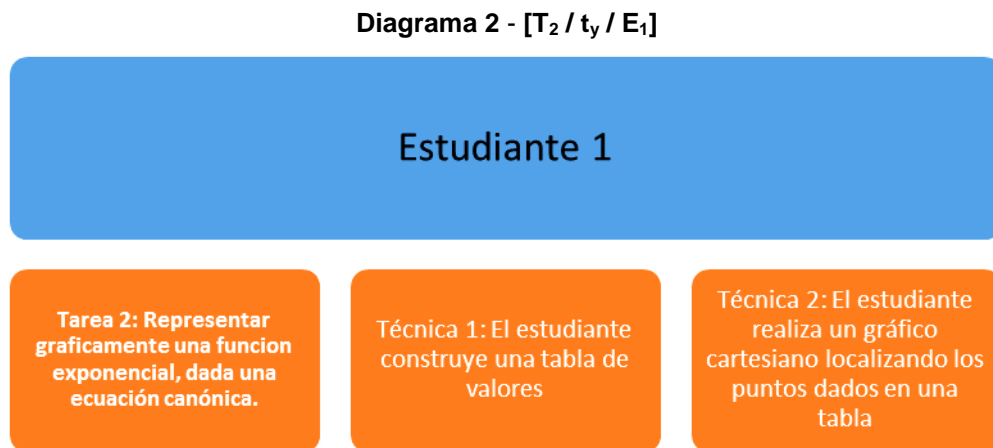 Diagrama 2 - [T₂ / tᵧ / E₁]
Estudiante 1
Tarea 2: Representar
graficamente una funcion
exponencial, dada una
ecuación canónica.
Técnica 1: El estudiante
construye una tabla de
valores
Técnica 2: El estudiante
realiza un gráfico
cartesiano localizando los
puntos dados en una
tabla